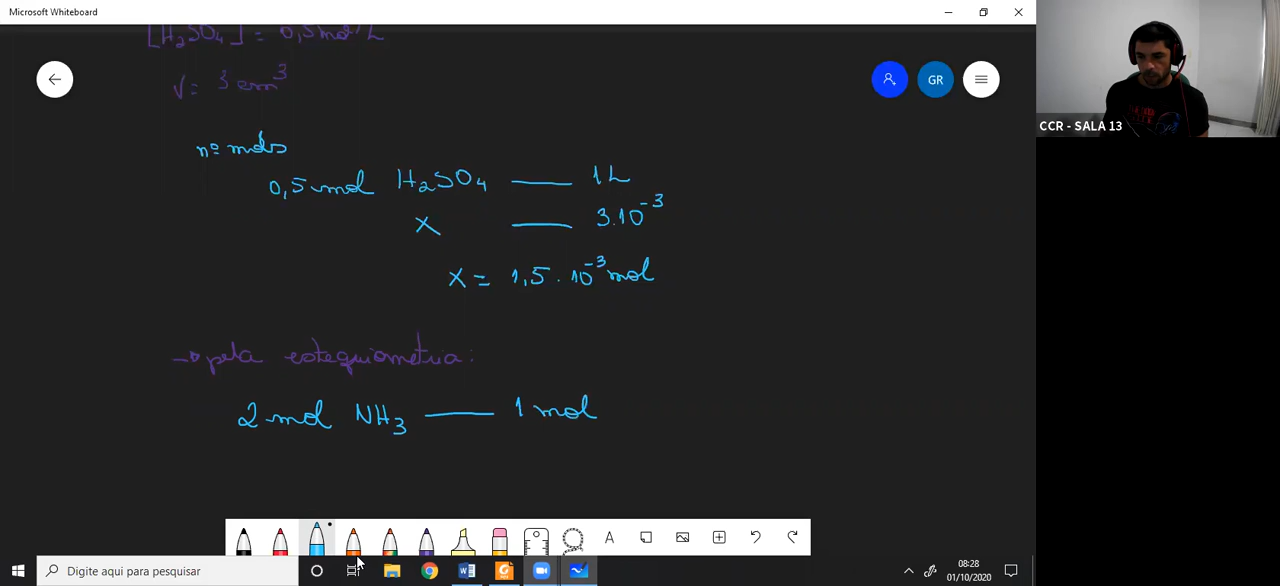 Microsoft Whiteboard
[H₂SO₄] = 0,5 mol/L
V = 3 cm³
GR
CCR - SALA 13
nº mols
0,5 mol H₂SO₄ —— 1L
X —— 3.10⁻³
X = 1,5 . 10⁻³ mol
→ pela estequiometria:
2 mol NH₃ —— 1 mol
A
Digite aqui para pesquisar
08:28
01/10/2020